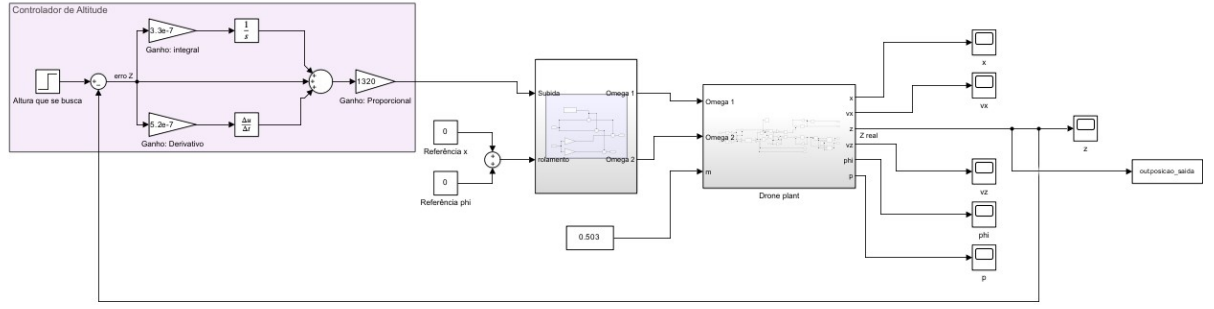 Controlador de Altitude
3.3e-7
1
s
Ganho: integral
erro Z
+
−
Altura que se busca
+
+
+
1320
Ganho: Proporcional
5.2e-7
Δu
Δt
Ganho: Derivativo
0
Referência x
+
+
0
Referência phi
Subida
rolamento
Omega 1
Omega 2
0.503
Omega 1
Omega 2
m
x
vx
z
vz
phi
p
Drone plant
Z real
x
vx
z
out.posicao_saida
vz
phi
p